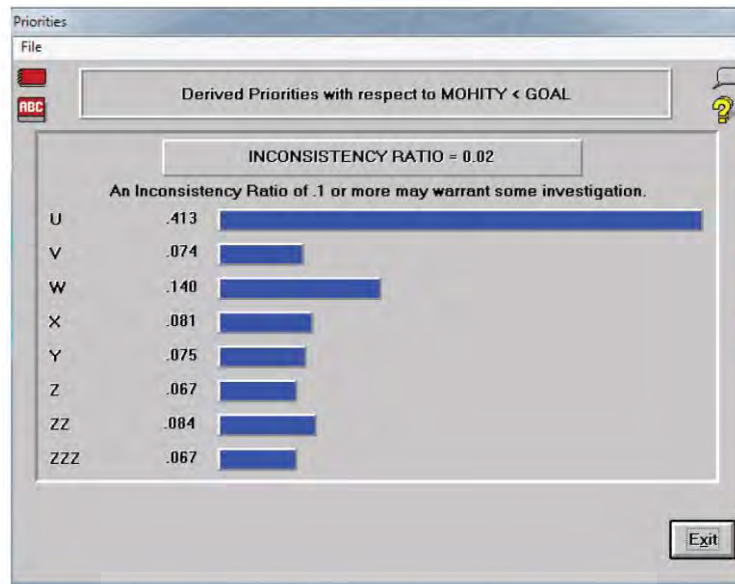 Priorities
File
ABC
?
Derived Priorities with respect to MOHITY < GOAL
INCONSISTENCY RATIO = 0.02
An Inconsistency Ratio of .1 or more may warrant some investigation.
U .413
V .074
W .140
X .081
Y .075
Z .067
ZZ .084
ZZZ .067
Exit